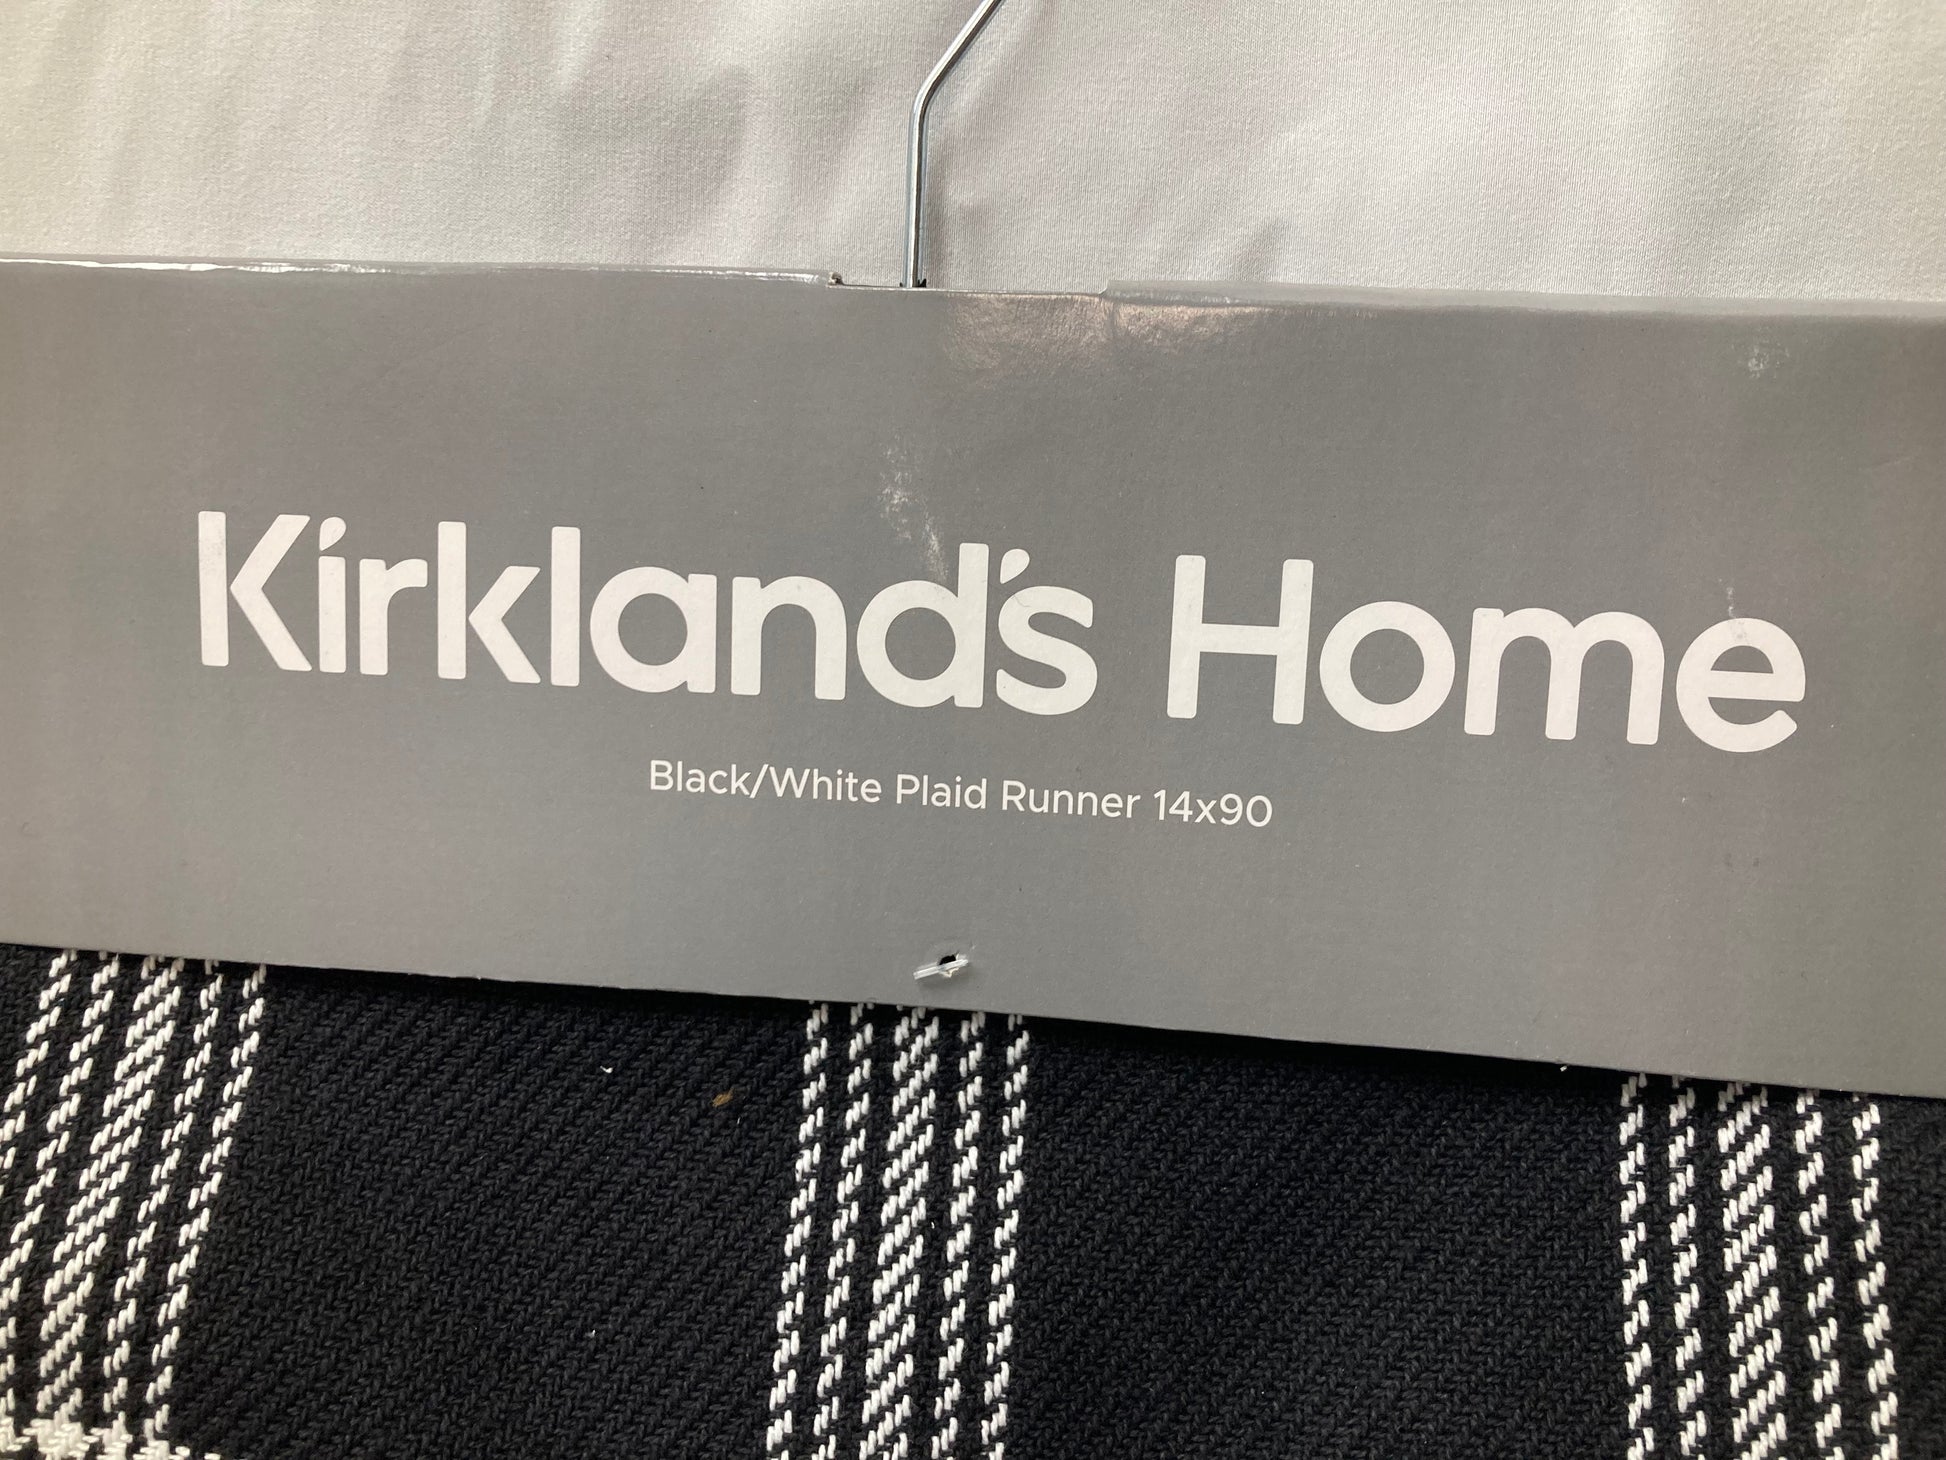 Kirkland's Home
Black/White Plaid Runner 14x90